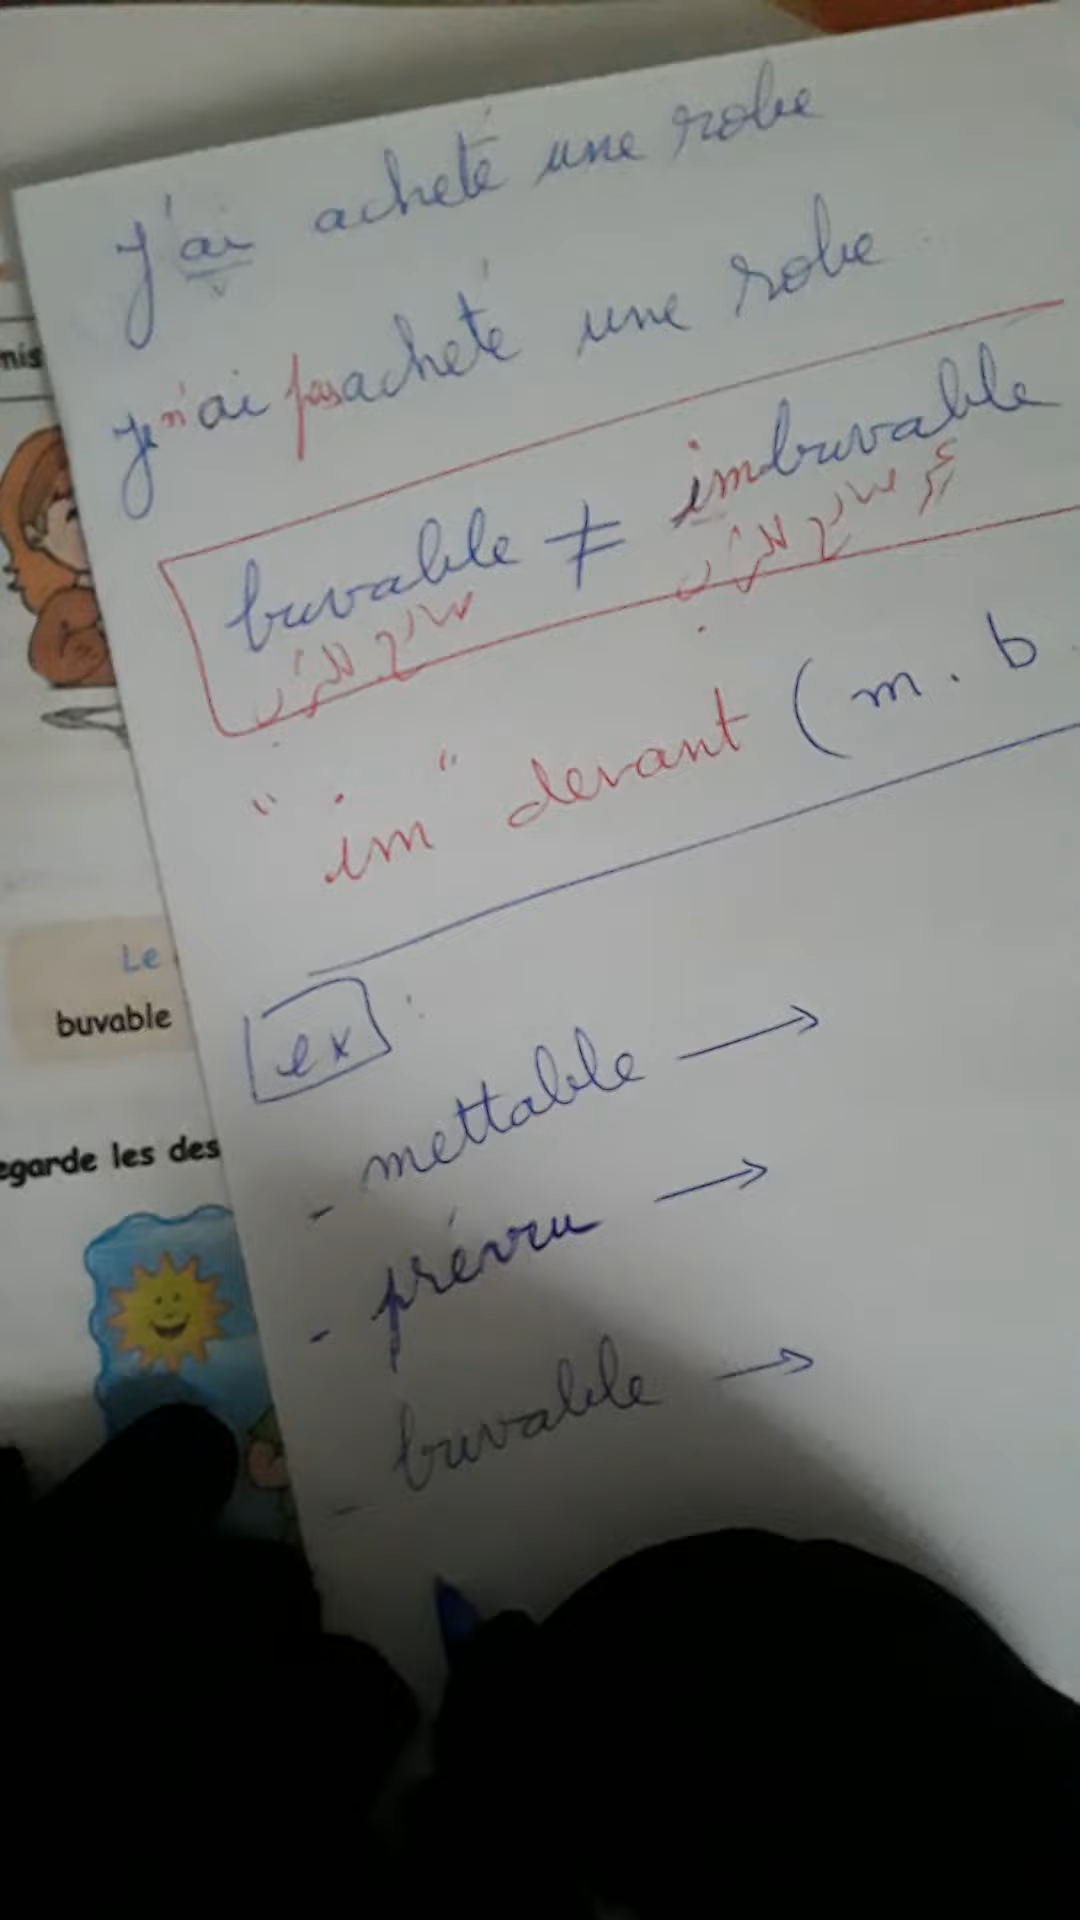 j'ai acheté une robe
je n'ai pas acheté une robe
buvable ≠ imbuvable
"im" devant (m. b
ex :
- mettable →
- prévu →
- buvable →
mis
Le
buvable
egarde les des